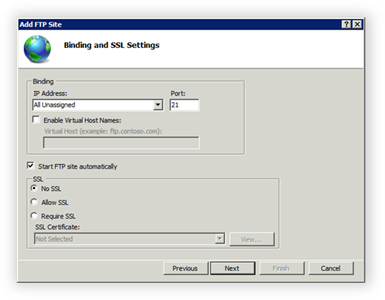 Add FTP Site
Binding and SSL Settings
Binding
IP Address: Port:
All Unassigned 21
Enable Virtual Host Names:
Virtual Host (example: ftp.contoso.com):
Start FTP site automatically
SSL
No SSL
Allow SSL
Require SSL
SSL Certificate:
Not Selected View...
Previous Next Finish Cancel